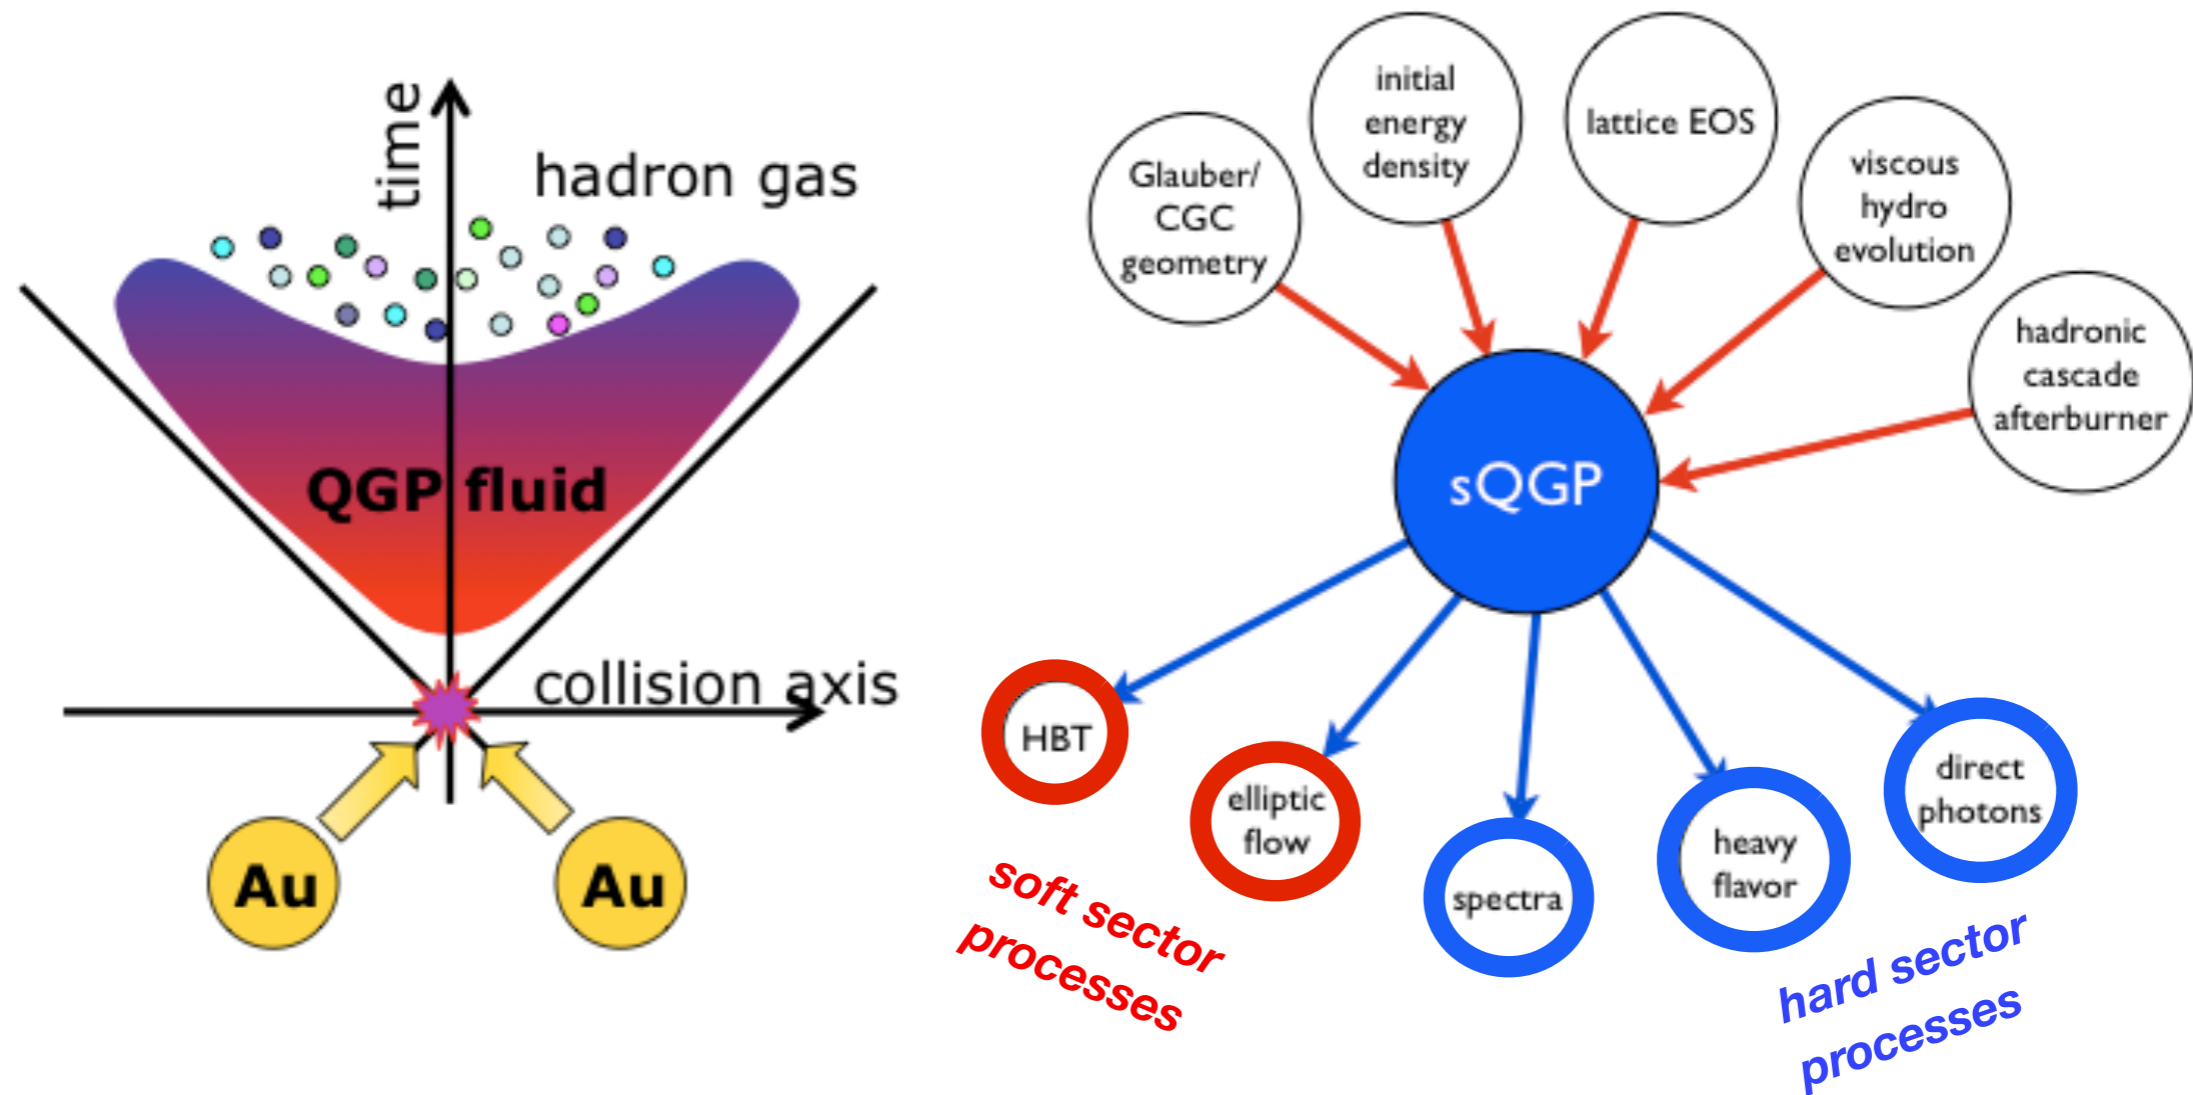 time
hadron gas
QGP fluid
collision axis
Au
Au
Glauber/
CGC
geometry
initial
energy
density
lattice EOS
viscous
hydro
evolution
hadronic
cascade
afterburner
sQGP
HBT
elliptic
flow
spectra
heavy
flavor
direct
photons
soft sector
processes
hard sector
processes